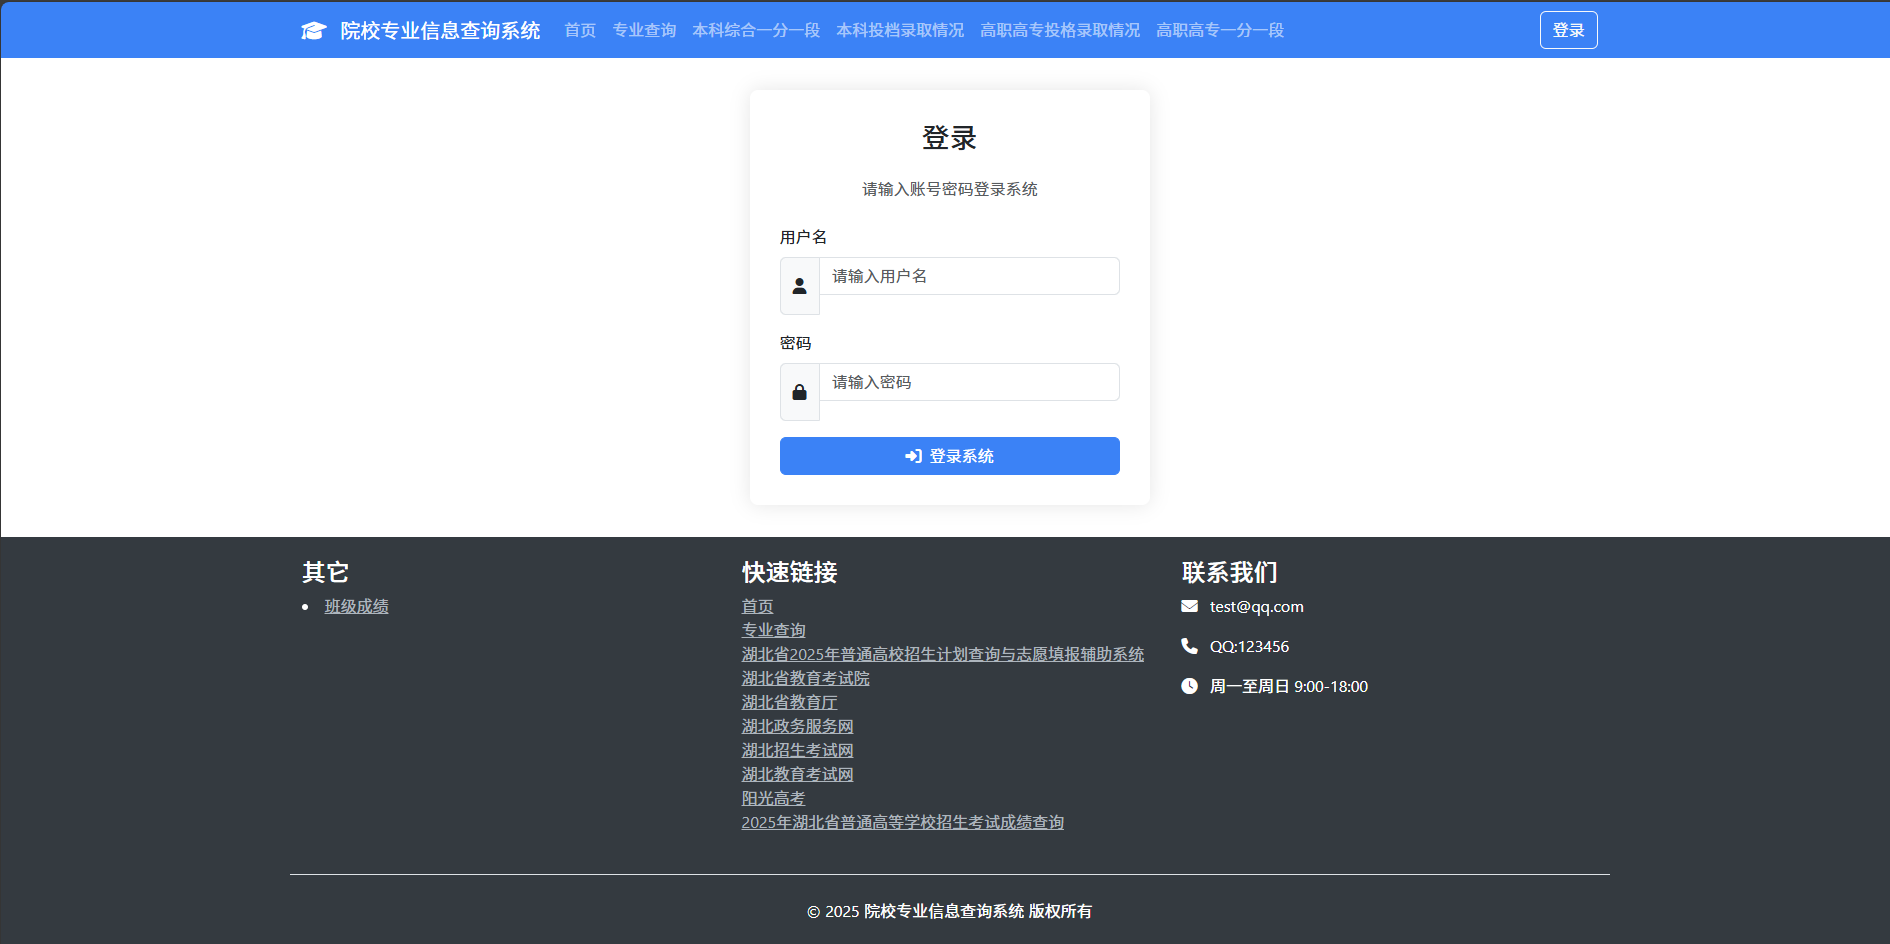 院校专业信息查询系统 首页 专业查询 本科综合一分一段 本科投档录取情况 高职高专投格录取情况 高职高专一分一段 登录
登录
请输入账号密码登录系统
用户名
请输入用户名
密码
请输入密码
登录系统
其它
班级成绩
快速链接
首页
专业查询
湖北省2025年普通高校招生计划查询与志愿填报辅助系统
湖北省教育考试院
湖北省教育厅
湖北政务服务网
湖北招生考试网
湖北教育考试网
阳光高考
2025年湖北省普通高等学校招生考试成绩查询
联系我们
test@qq.com
QQ:123456
周一至周日 9:00-18:00
© 2025 院校专业信息查询系统 版权所有